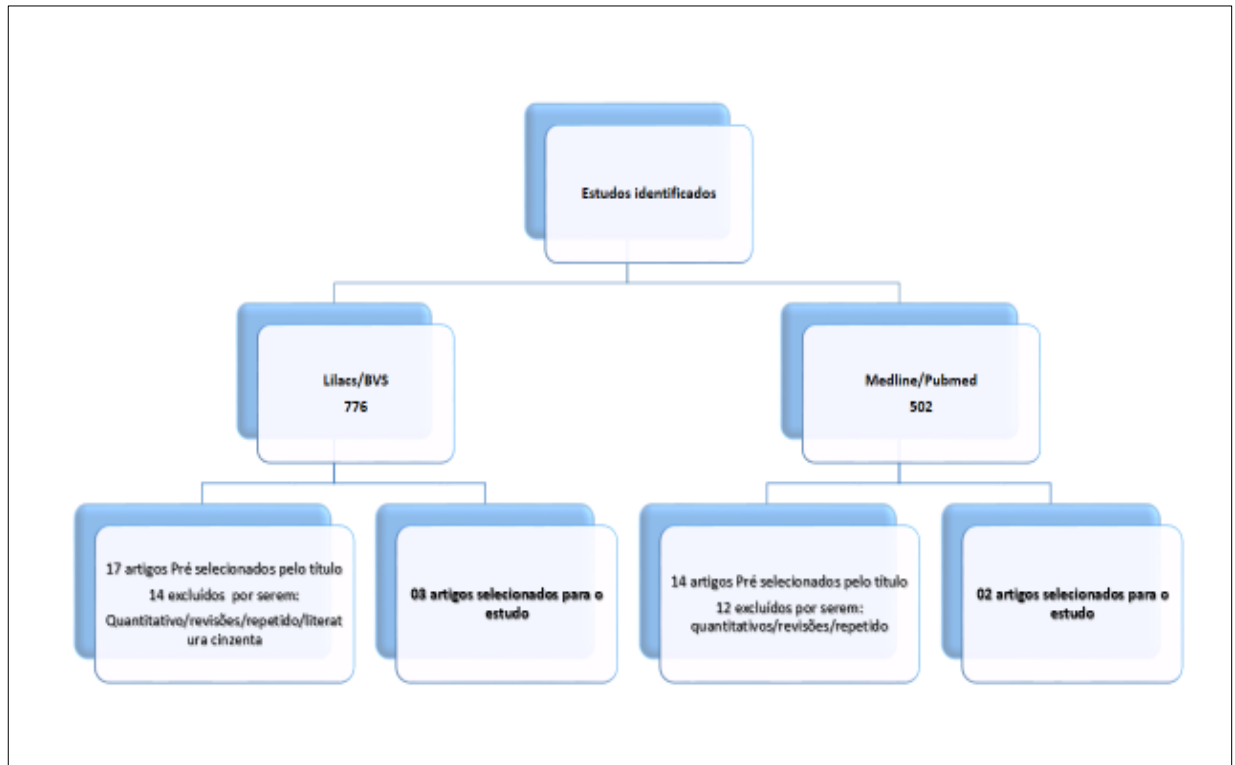 Estudos identificados
Lilacs/BVS
776
Medline/Pubmed
502
17 artigos Pré selecionados pelo título
14 excluídos por serem:
Quantitativo/revisões/repetido/literat
ura cinzenta
03 artigos selecionados para o
estudo
14 artigos Pré selecionados pelo título
12 excluídos por serem:
quantitativos/revisões/repetido
02 artigos selecionados para o
estudo